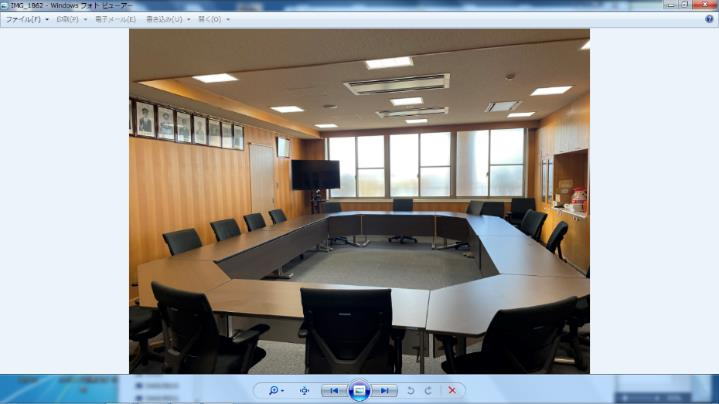 IMG_1862 - Windows フォト ビューアー
ファイル(F) 印刷(P) 電子メール(E) 書き込み(U) 開く(O)